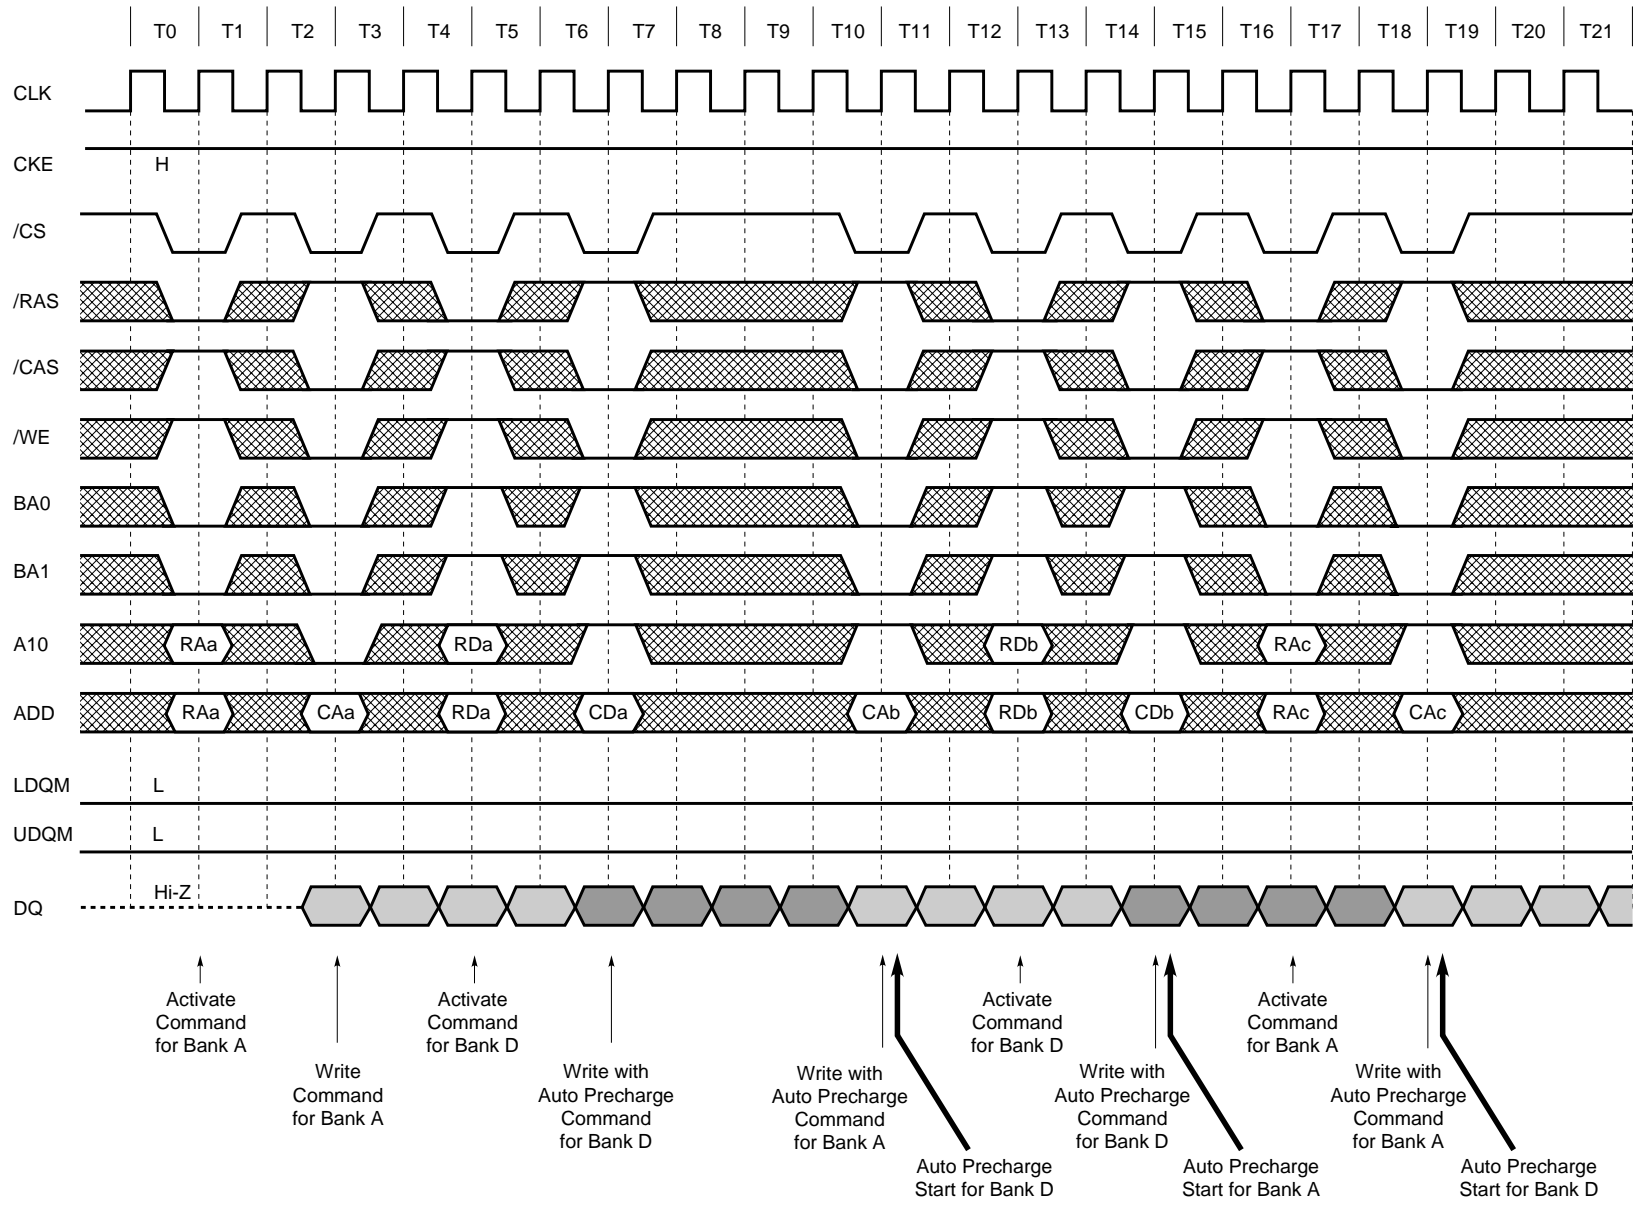 T0 T1 T2 T3 T4 T5 T6 T7 T8 T9 T10 T11 T12 T13 T14 T15 T16 T17 T18 T19 T20 T21
CLK
CKE H
/CS
/RAS
/CAS
/WE
BA0
BA1
A10 RAa RDa RDb RAc
ADD RAa CAa RDa CDa CAb RDb CDb RAc CAc
LDQM L
UDQM L
DQ Hi-Z
Activate
Command
for Bank A
Write
Command
for Bank A
Activate
Command
for Bank D
Write with
Auto Precharge
Command
for Bank D
Write with
Auto Precharge
Command
for Bank A
Auto Precharge
Start for Bank D
Activate
Command
for Bank D
Write with
Auto Precharge
Command
for Bank D
Auto Precharge
Start for Bank A
Activate
Command
for Bank A
Write with
Auto Precharge
Command
for Bank A
Auto Precharge
Start for Bank D